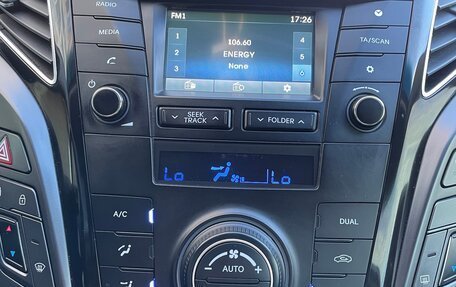 RADIO
FM1 17:26
MEDIA
1 106.60 4
2 ENERGY 5
3 None 6
TA/SCAN
SEEK TRACK
FOLDER
Lo Lo
A/C
DUAL
AUTO